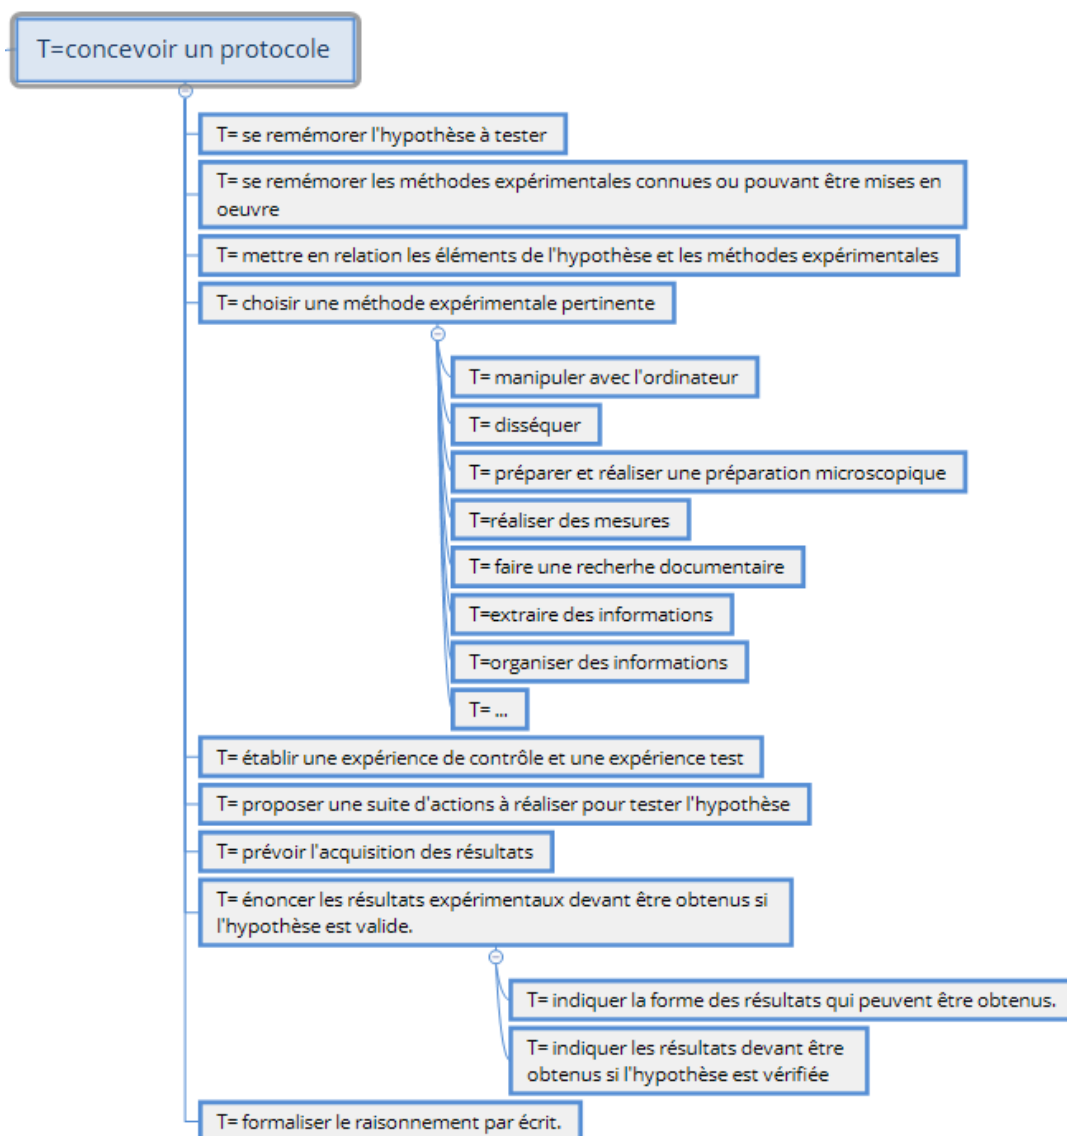 T=concevoir un protocole
T= se remémorer l'hypothèse à tester
T= se remémorer les méthodes expérimentales connues ou pouvant être mises en
oeuvre
T= mettre en relation les éléments de l'hypothèse et les méthodes expérimentales
T= choisir une méthode expérimentale pertinente
T= manipuler avec l'ordinateur
T= disséquer
T= préparer et réaliser une préparation microscopique
T=réaliser des mesures
T= faire une recherhe documentaire
T=extraire des informations
T=organiser des informations
T= ...
T= établir une expérience de contrôle et une expérience test
T= proposer une suite d'actions à réaliser pour tester l'hypothèse
T= prévoir l'acquisition des résultats
T= énoncer les résultats expérimentaux devant être obtenus si
l'hypothèse est valide.
T= indiquer la forme des résultats qui peuvent être obtenus.
T= indiquer les résultats devant être
obtenus si l'hypothèse est vérifiée
T= formaliser le raisonnement par écrit.